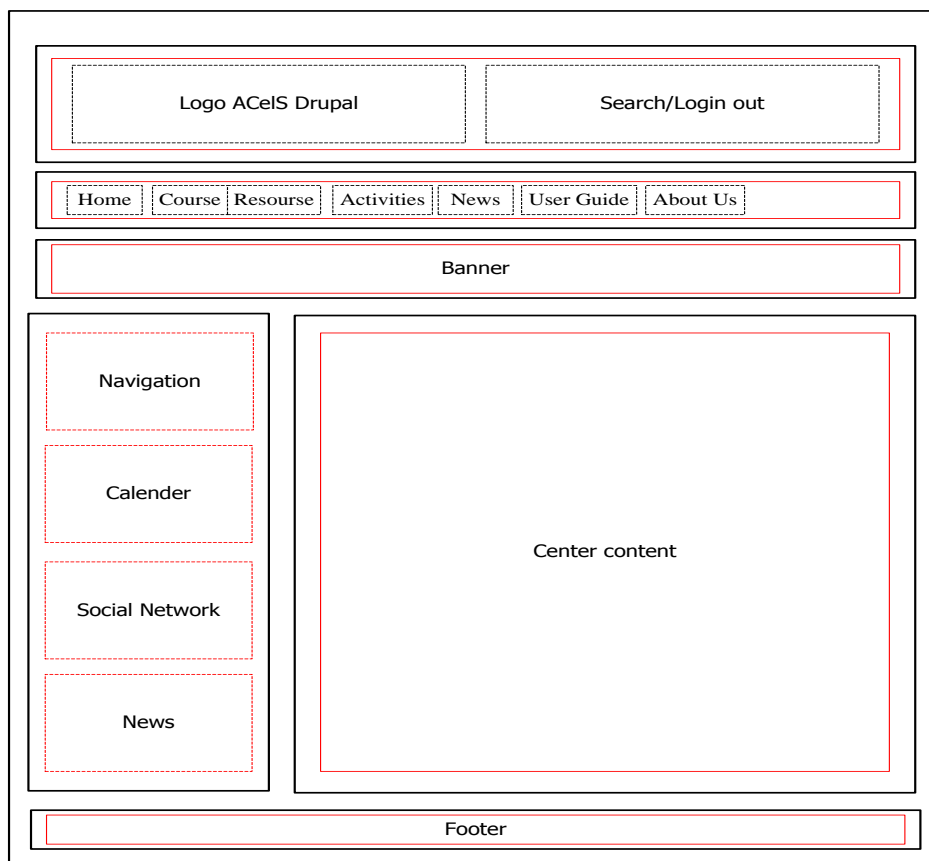 Logo ACelS Drupal
Search/Login out
Home Course Resourse Activities News User Guide About Us
Banner
Navigation
Calender
Social Network
News
Center content
Footer